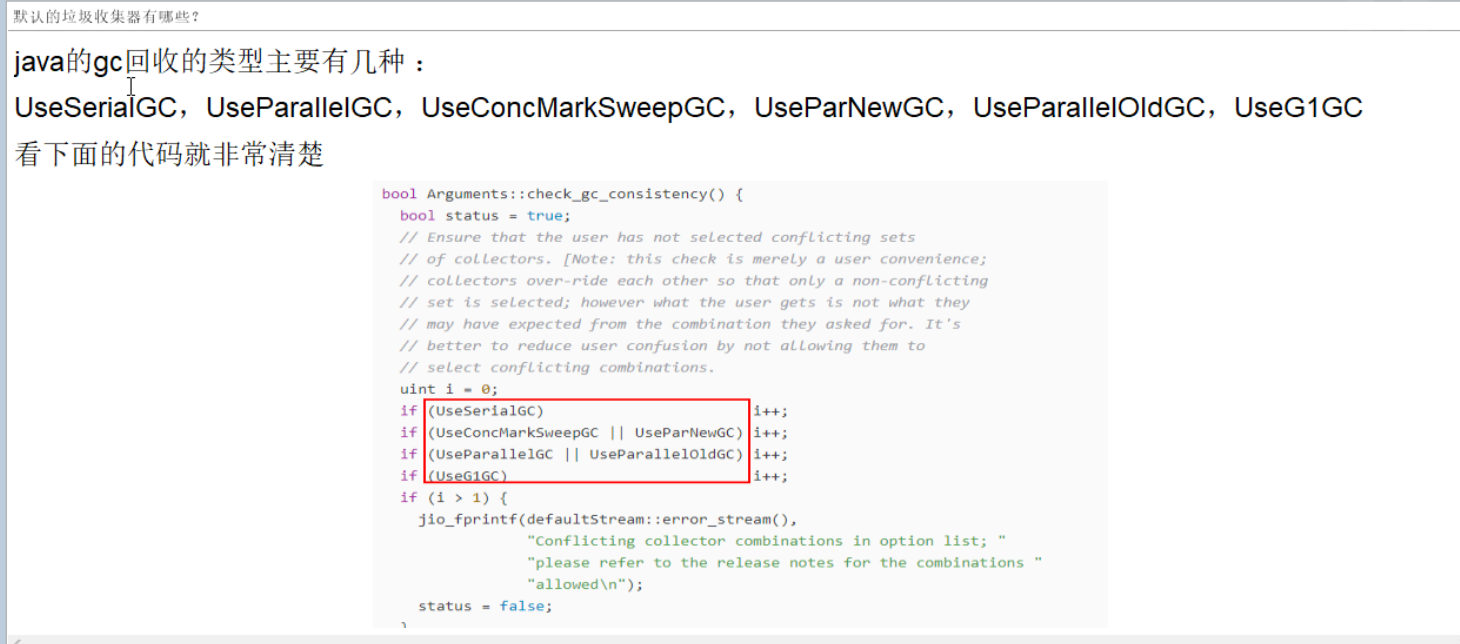 默认的垃圾收集器有哪些？
java的gc回收的类型主要有几种：
UseSerialGC，UseParallelGC，UseConcMarkSweepGC，UseParNewGC，UseParallelOldGC，UseG1GC
看下面的代码就非常清楚
bool Arguments::check_gc_consistency() {
  bool status = true;
  // Ensure that the user has not selected conflicting sets
  // of collectors. [Note: this check is merely a user convenience;
  // collectors over-ride each other so that only a non-conflicting
  // set is selected; however what the user gets is not what they
  // may have expected from the combination they asked for. It's
  // better to reduce user confusion by not allowing them to
  // select conflicting combinations.
  uint i = 0;
  if (UseSerialGC)                       i++;
  if (UseConcMarkSweepGC || UseParNewGC) i++;
  if (UseParallelGC || UseParallelOldGC) i++;
  if (UseG1GC)                           i++;
  if (i > 1) {
    jio_fprintf(defaultStream::error_stream(),
                "Conflicting collector combinations in option list; "
                "please refer to the release notes for the combinations "
                "allowed\n");
    status = false;
  }